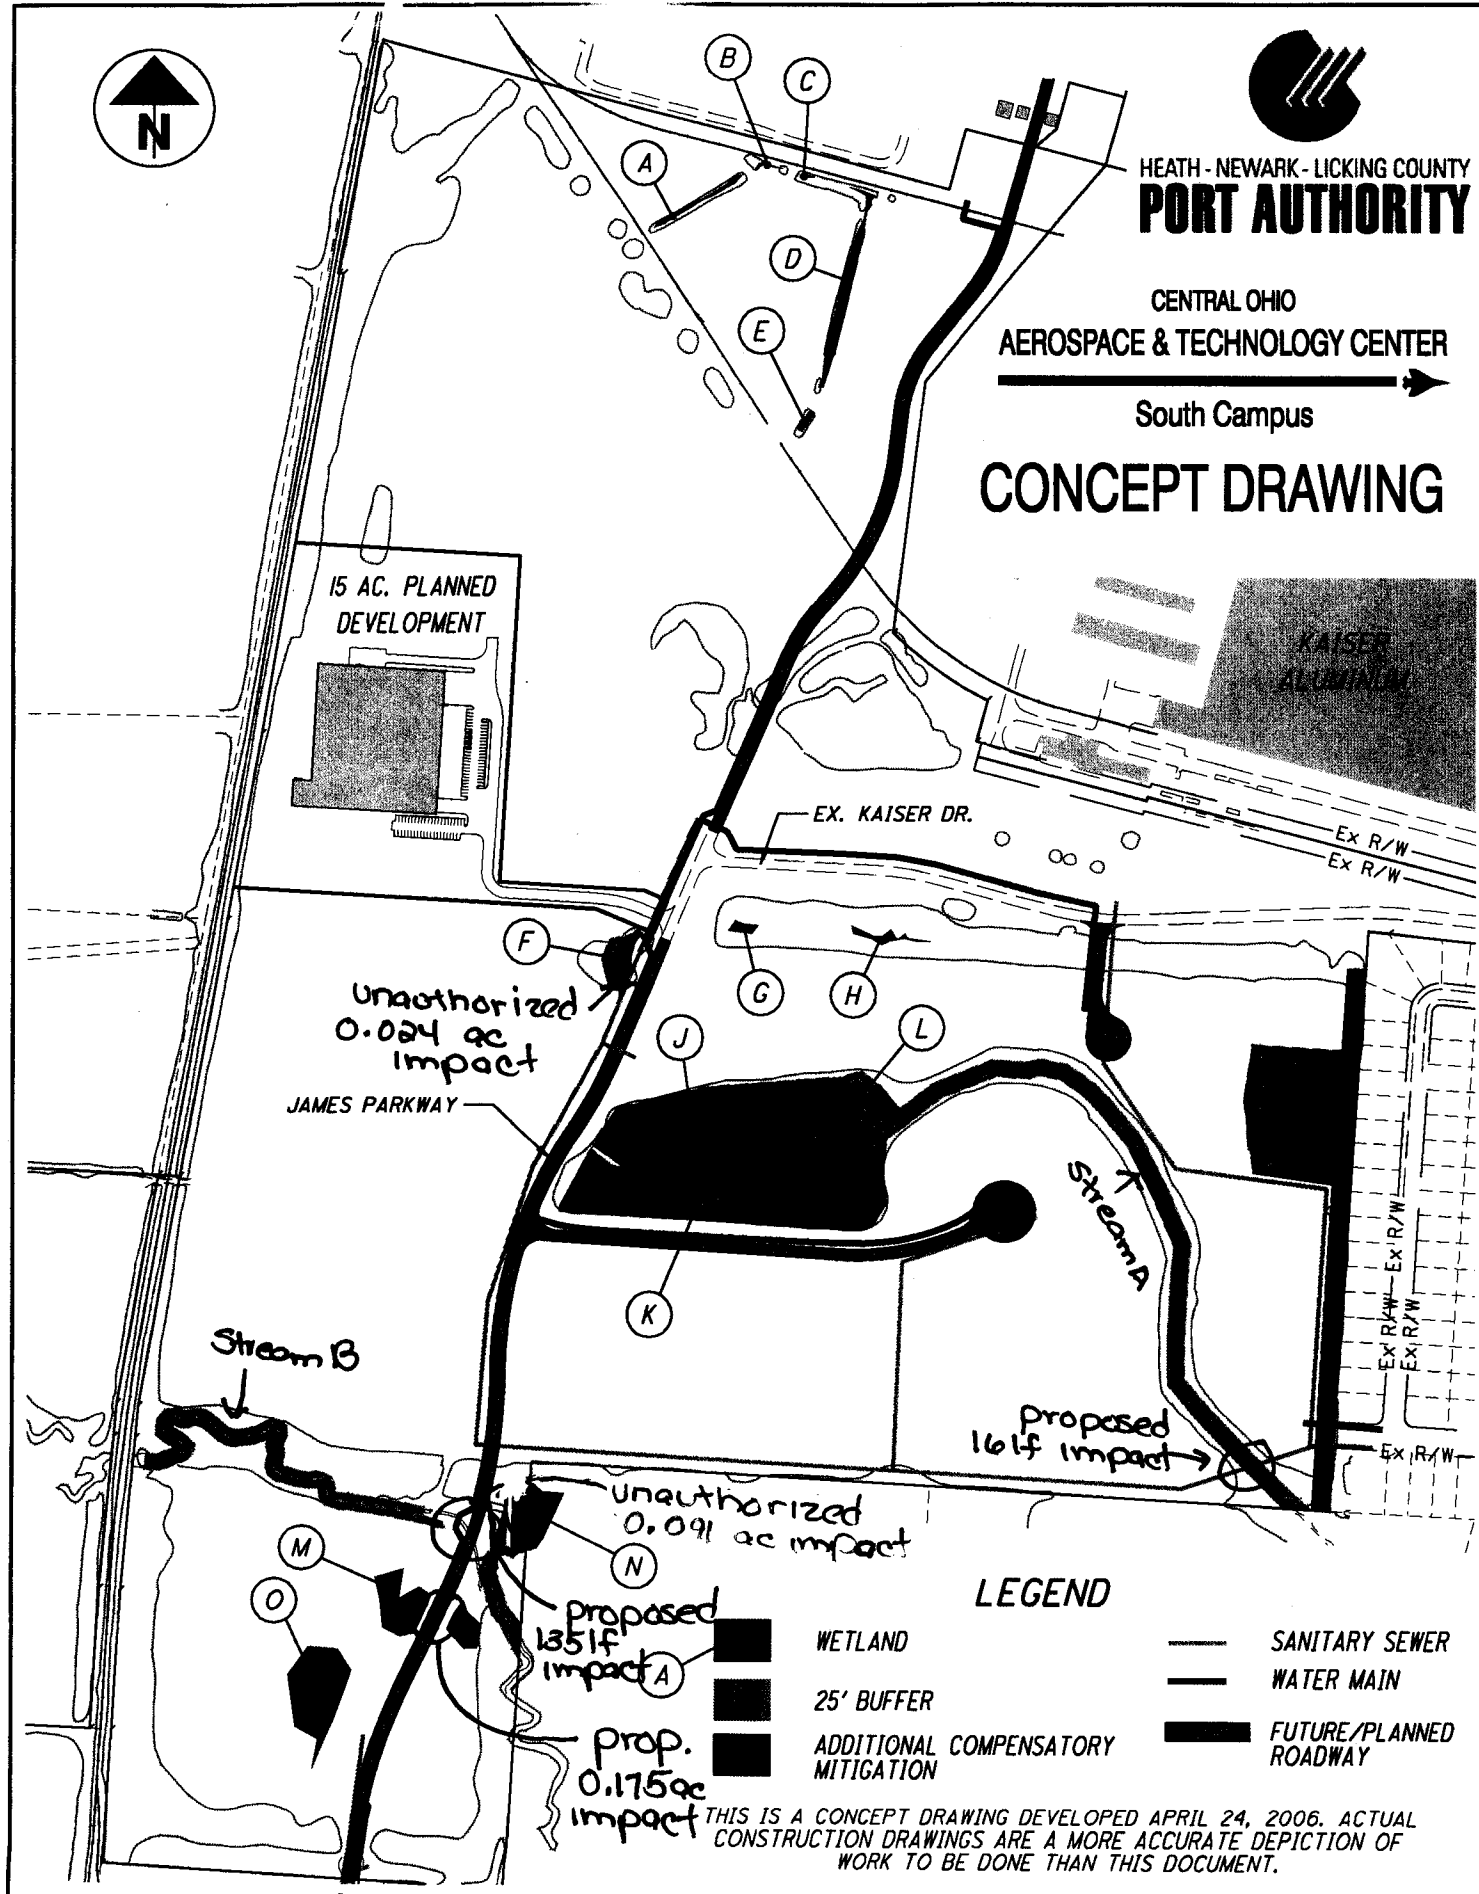 N
HEATH - NEWARK - LICKING COUNTY
PORT AUTHORITY
CENTRAL OHIO
AEROSPACE & TECHNOLOGY CENTER
South Campus
CONCEPT DRAWING
B
C
A
D
E
15 AC. PLANNED
DEVELOPMENT
KAISER
ALUMINUM
EX. KAISER DR.
Ex R/W
Ex R/W
F
G
H
unauthorized
0.024 ac
impact
J
L
JAMES PARKWAY
Stream A
K
Ex R/W
Ex R/W
Ex R/W
Stream B
proposed
161f impact
Ex R/W
unauthorized
0.091 ac impact
M
N
O
proposed
1351f
impact
prop.
0.175ac
impact
LEGEND
A
WETLAND
25' BUFFER
ADDITIONAL COMPENSATORY
MITIGATION
SANITARY SEWER
WATER MAIN
FUTURE/PLANNED
ROADWAY
THIS IS A CONCEPT DRAWING DEVELOPED APRIL 24, 2006. ACTUAL
CONSTRUCTION DRAWINGS ARE A MORE ACCURATE DEPICTION OF
WORK TO BE DONE THAN THIS DOCUMENT.